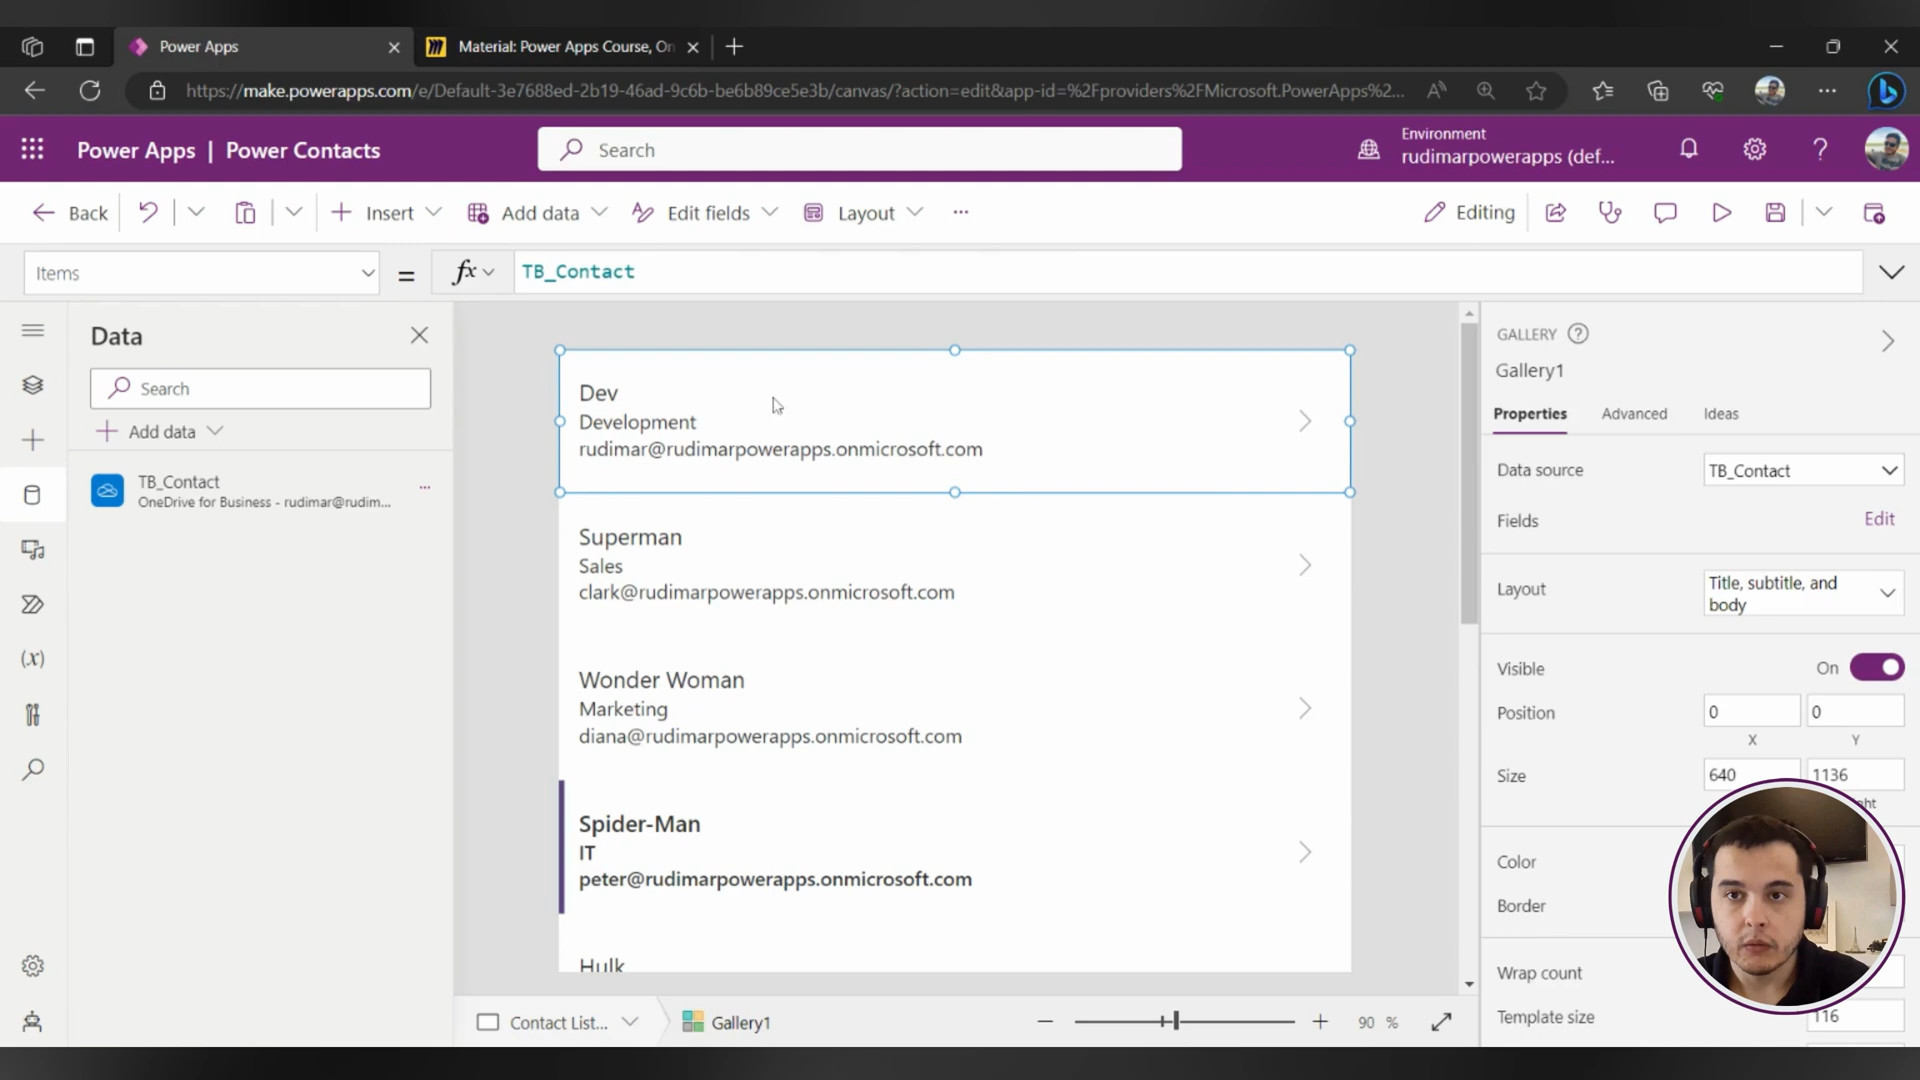 Power Apps
Material: Power Apps Course, On
https://make.powerapps.com/e/Default-3e7688ed-2b19-46ad-9c6b-be6b89ce5e3b/canvas/?action=edit&app-id=%2Fproviders%2FMicrosoft.PowerApps%2...
Power Apps | Power Contacts
Search
Environment
rudimarpowerapps (def...
Back
Insert
Add data
Edit fields
Layout
...
Editing
Items
=
fx
TB_Contact
Data
Search
Add data
TB_Contact
OneDrive for Business - rudimar@rudim...
(x)
Dev
Development
rudimar@rudimarpowerapps.onmicrosoft.com
Superman
Sales
clark@rudimarpowerapps.onmicrosoft.com
Wonder Woman
Marketing
diana@rudimarpowerapps.onmicrosoft.com
Spider-Man
IT
peter@rudimarpowerapps.onmicrosoft.com
Hulk
GALLERY
Gallery1
Properties
Advanced
Ideas
Data source
TB_Contact
Fields
Edit
Layout
Title, subtitle, and
body
Visible
On
Position
0
0
X
Y
Size
640
1136
Color
Border
Wrap count
Template size
116
Contact List...
Gallery1
90 %